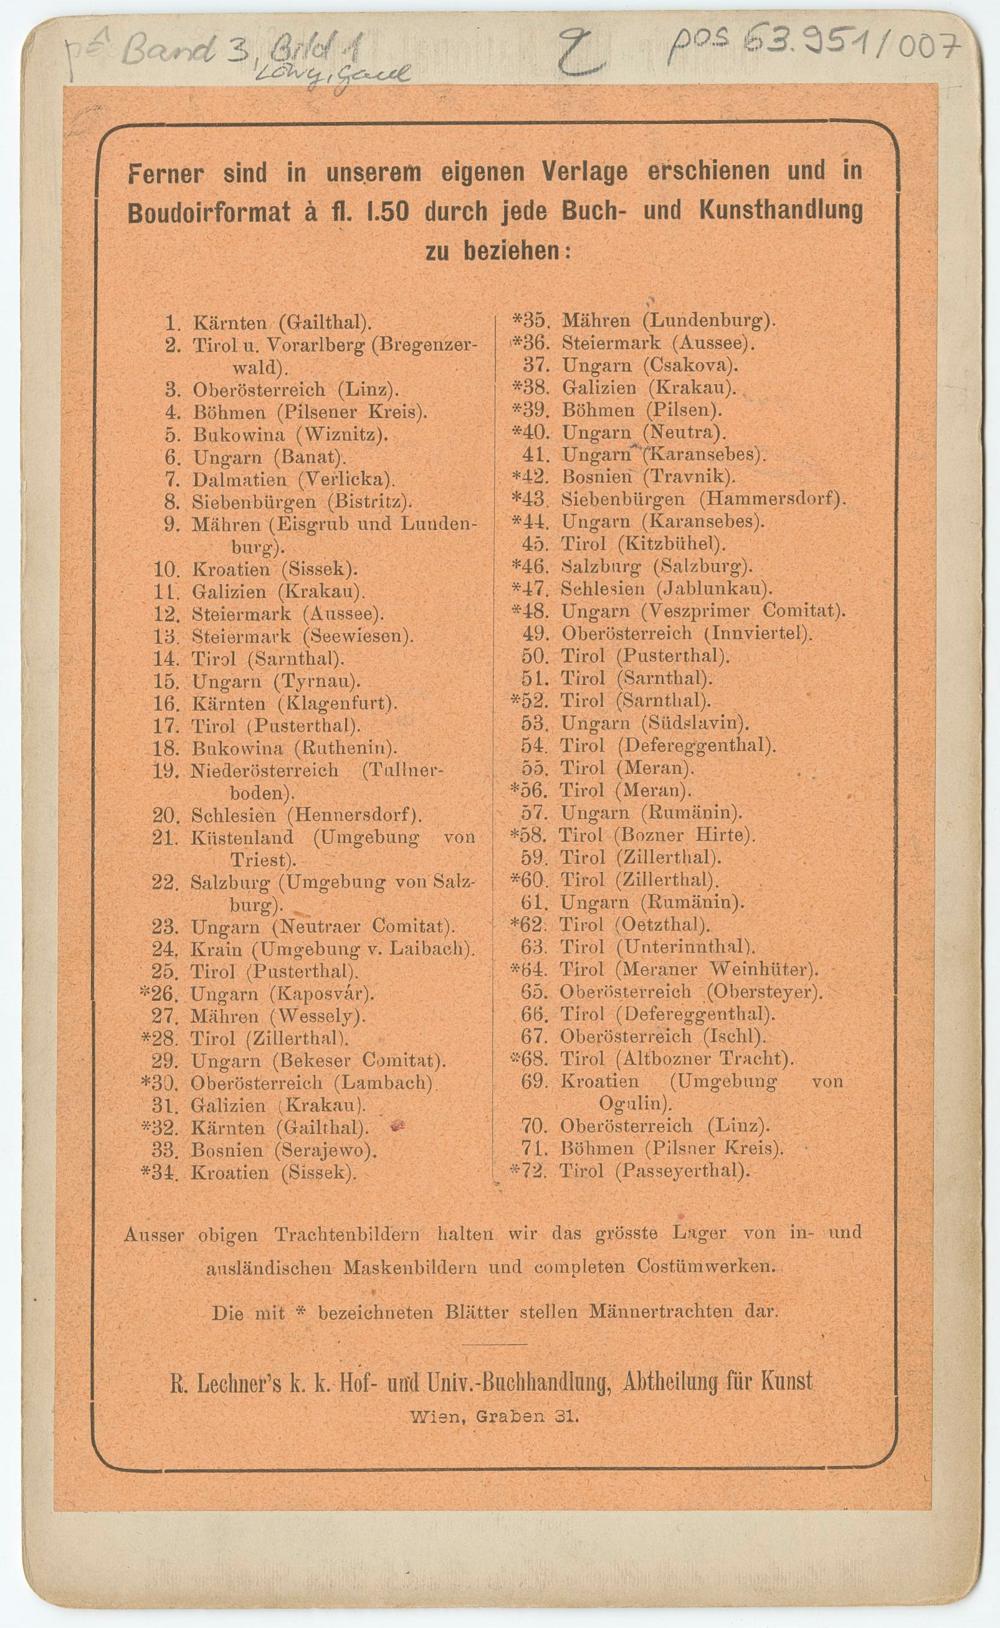 Band 3, Bild 1
Löwy, Gaul
pos 63.951/007
Ferner sind in unserem eigenen Verlage erschienen und in
Boudoirformat à fl. 1.50 durch jede Buch- und Kunsthandlung
zu beziehen:
1. Kärnten (Gailthal).
2. Tirol u. Vorarlberg (Bregenzer-
wald).
3. Oberösterreich (Linz).
4. Böhmen (Pilsener Kreis).
5. Bukowina (Wiznitz).
6. Ungarn (Banat).
7. Dalmatien (Verlicka).
8. Siebenbürgen (Bistritz).
9. Mähren (Eisgrub und Lunden-
burg).
10. Kroatien (Sissek).
11. Galizien (Krakau).
12. Steiermark (Aussee).
13. Steiermark (Seewiesen).
14. Tirol (Sarnthal).
15. Ungarn (Tyrnau).
16. Kärnten (Klagenfurt).
17. Tirol (Pusterthal).
18. Bukowina (Ruthenin).
19. Niederösterreich (Tullner-
boden).
20. Schlesien (Hennersdorf).
21. Küstenland (Umgebung von
Triest).
22. Salzburg (Umgebung von Salz-
burg).
23. Ungarn (Neutraer Comitat).
24. Krain (Umgebung v. Laibach).
25. Tirol (Pusterthal).
*26. Ungarn (Kaposvár).
27. Mähren (Wessely).
*28. Tirol (Zillerthal).
29. Ungarn (Bekeser Comitat).
*30. Oberösterreich (Lambach)
31. Galizien (Krakau).
*32. Kärnten (Gailthal).
33. Bosnien (Serajewo).
*34. Kroatien (Sissek).
*35. Mähren (Lundenburg).
*36. Steiermark (Aussee).
37. Ungarn (Csakova).
*38. Galizien (Krakau).
*39. Böhmen (Pilsen).
*40. Ungarn (Neutra).
41. Ungarn (Karansebes).
*42. Bosnien (Travnik).
*43. Siebenbürgen (Hammersdorf).
*44. Ungarn (Karansebes).
45. Tirol (Kitzbühel).
*46. Salzburg (Salzburg).
*47. Schlesien (Jablunkau).
*48. Ungarn (Veszprimer Comitat).
49. Oberösterreich (Innviertel).
50. Tirol (Pusterthal).
51. Tirol (Sarnthal).
*52. Tirol (Sarnthal).
53. Ungarn (Südslavin).
54. Tirol (Defereggenthal).
55. Tirol (Meran).
*56. Tirol (Meran).
57. Ungarn (Rumänin).
*58. Tirol (Bozner Hirte).
59. Tirol (Zillerthal).
*60. Tirol (Zillerthal).
61. Ungarn (Rumänin).
*62. Tirol (Oetzthal).
63. Tirol (Unterinnthal).
*64. Tirol (Meraner Weinhüter).
65. Oberösterreich (Obersteyer).
66. Tirol (Defereggenthal).
67. Oberösterreich (Ischl).
*68. Tirol (Altbozner Tracht).
69. Kroatien (Umgebung von
Ogulin).
70. Oberösterreich (Linz).
71. Böhmen (Pilsner Kreis).
*72. Tirol (Passeyerthal).
Ausser obigen Trachtenbildern halten wir das grösste Lager von in- und
ausländischen Maskenbildern und completen Costümwerken.
Die mit * bezeichneten Blätter stellen Männertrachten dar.
R. Lechner's k. k. Hof- und Univ.-Buchhandlung, Abtheilung für Kunst
Wien, Graben 31.